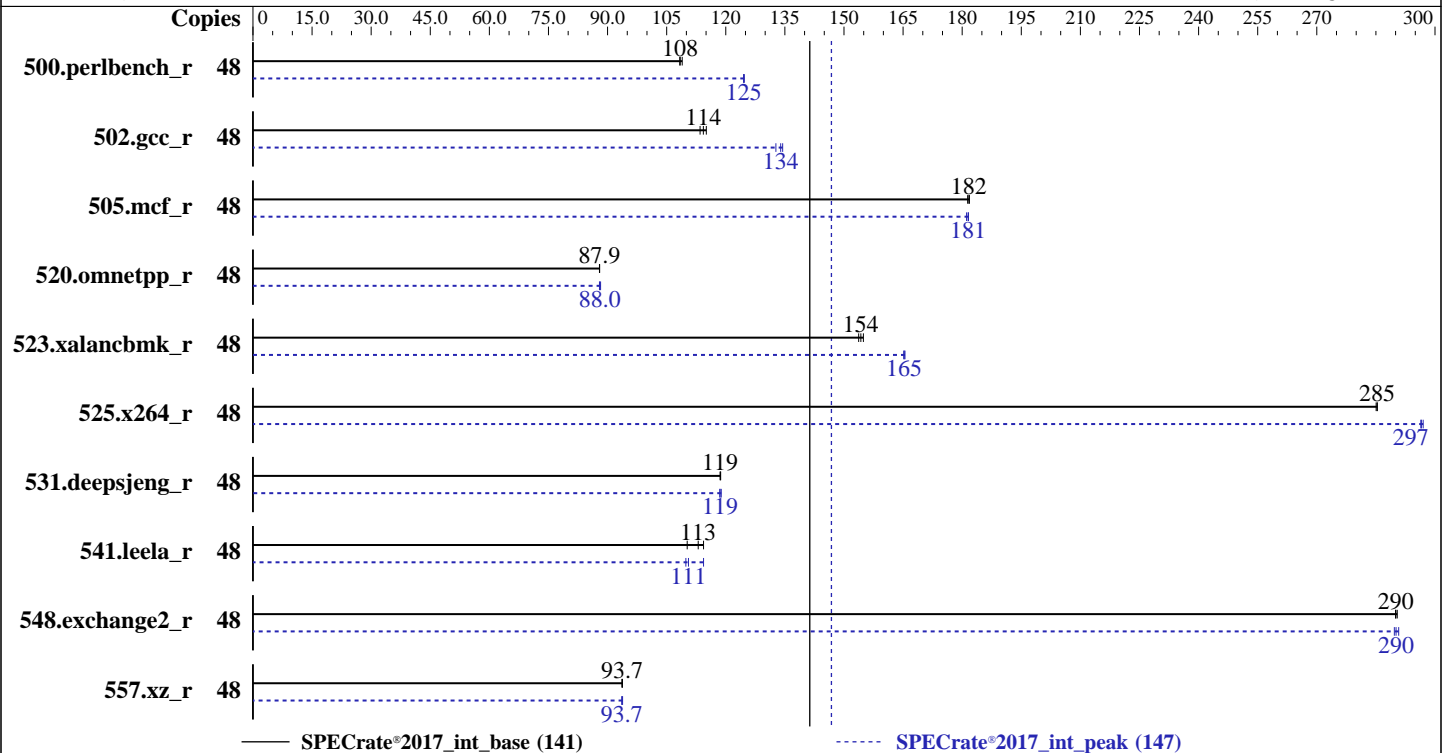 Copies 0 15.0 30.0 45.0 60.0 75.0 90.0 105 120 135 150 165 180 195 210 225 240 255 270 300
108
500.perlbench_r 48
125
114
502.gcc_r 48
134
182
505.mcf_r 48
181
87.9
520.omnetpp_r 48
88.0
154
523.xalancbmk_r 48
165
285
525.x264_r 48
297
119
531.deepsjeng_r 48
119
113
541.leela_r 48
111
290
548.exchange2_r 48
290
93.7
557.xz_r 48
93.7
SPECrate®2017_int_base (141) SPECrate®2017_int_peak (147)